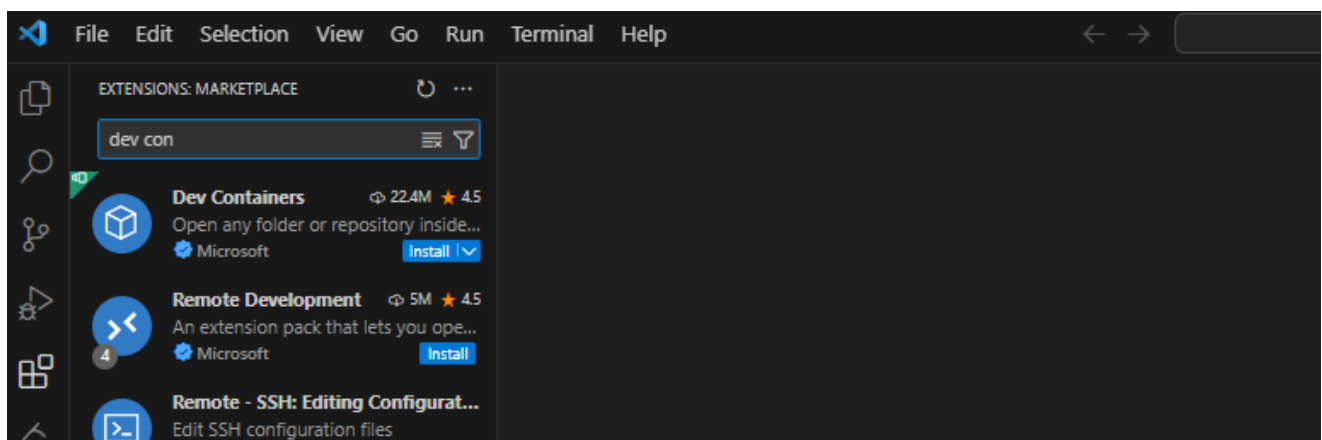 File Edit Selection View Go Run Terminal Help
EXTENSIONS: MARKETPLACE
dev con
Dev Containers 22.4M 4.5
Open any folder or repository inside...
Microsoft Install
Remote Development 5M 4.5
An extension pack that lets you ope...
4 Microsoft Install
Remote - SSH: Editing Configurat...
Edit SSH configuration files